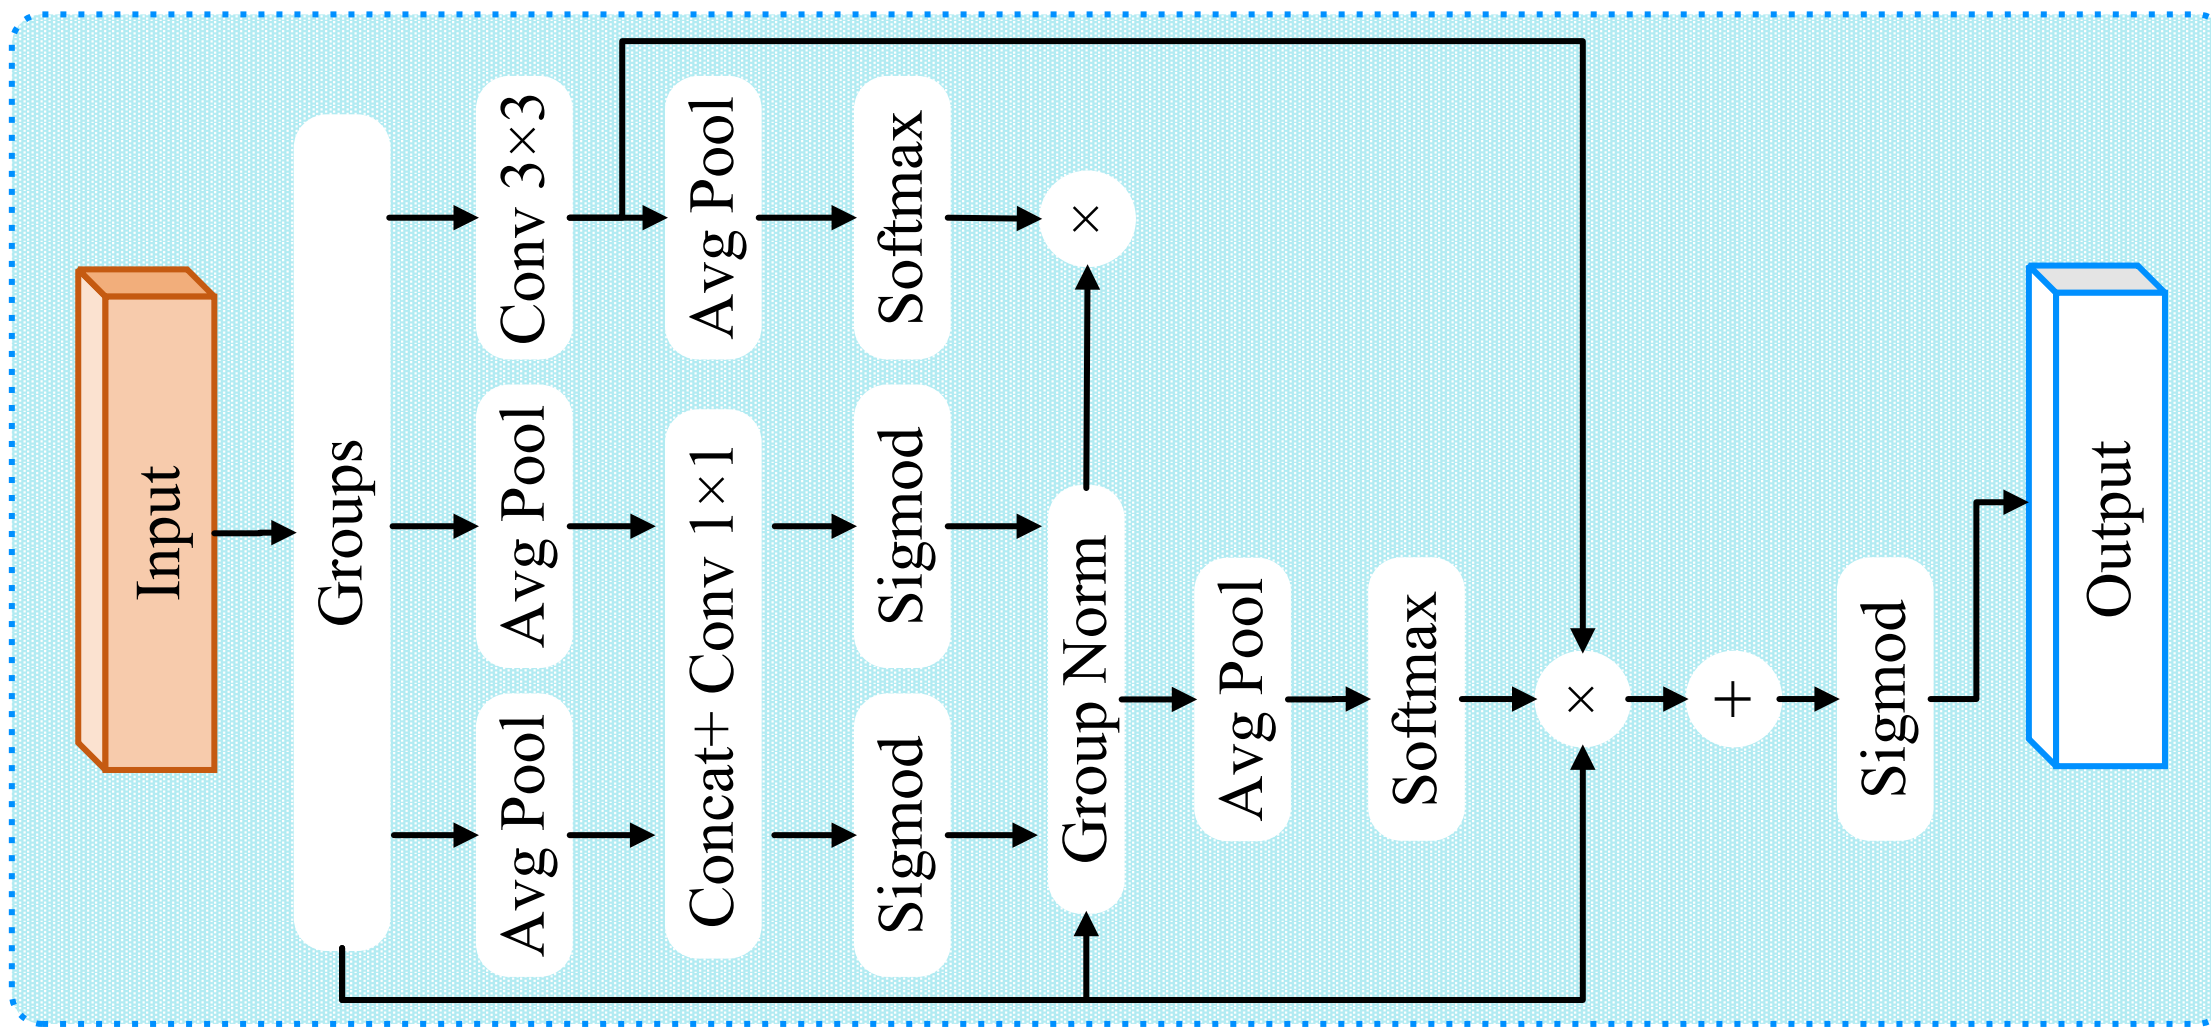 Input
Groups
Conv 3×3
Avg Pool
Avg Pool
Avg Pool
Concat+ Conv 1×1
Softmax
Sigmod
Sigmod
×
Group Norm
Avg Pool
Softmax
×
+
Sigmod
Output